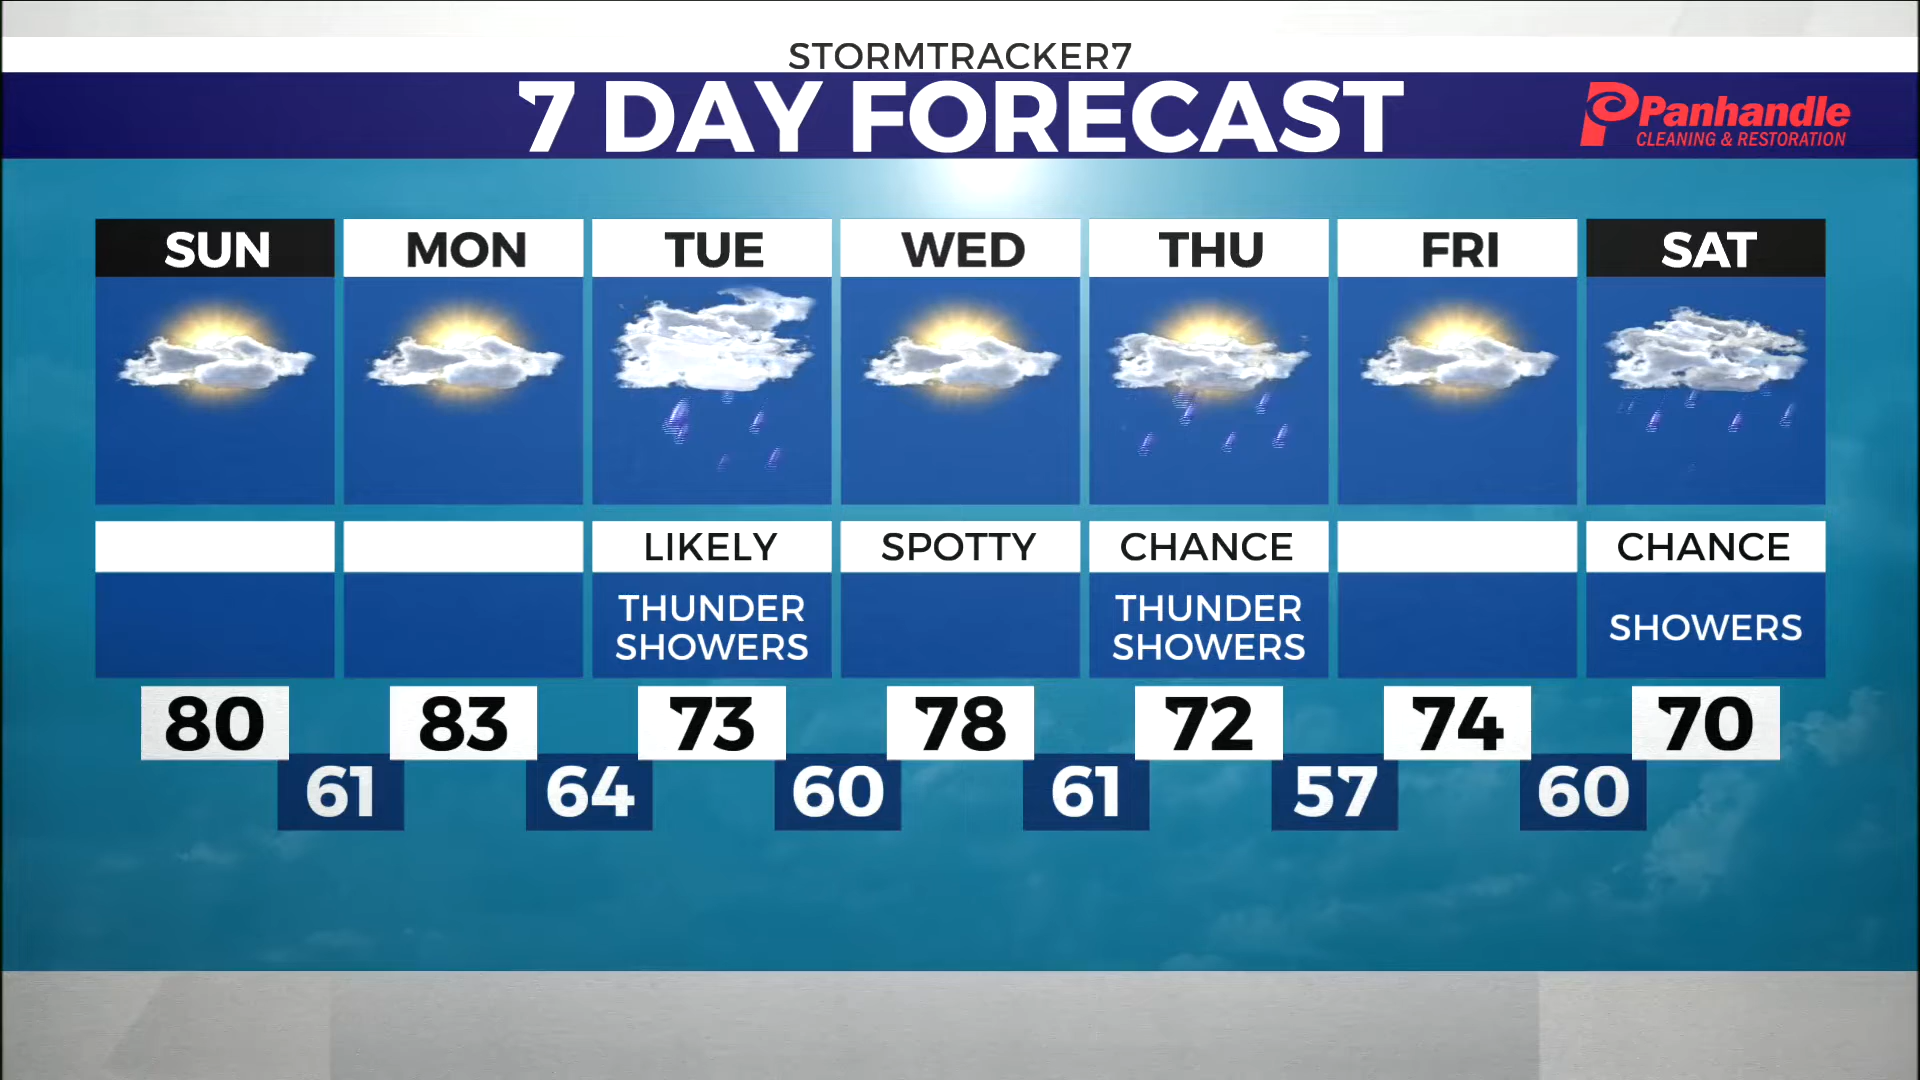 STORMTRACKER7
7 DAY FORECAST
Panhandle
CLEANING & RESTORATION
SUN MON TUE WED THU FRI SAT
LIKELY SPOTTY CHANCE CHANCE
THUNDER SHOWERS THUNDER SHOWERS SHOWERS
80 83 73 78 72 74 70
61 64 60 61 57 60